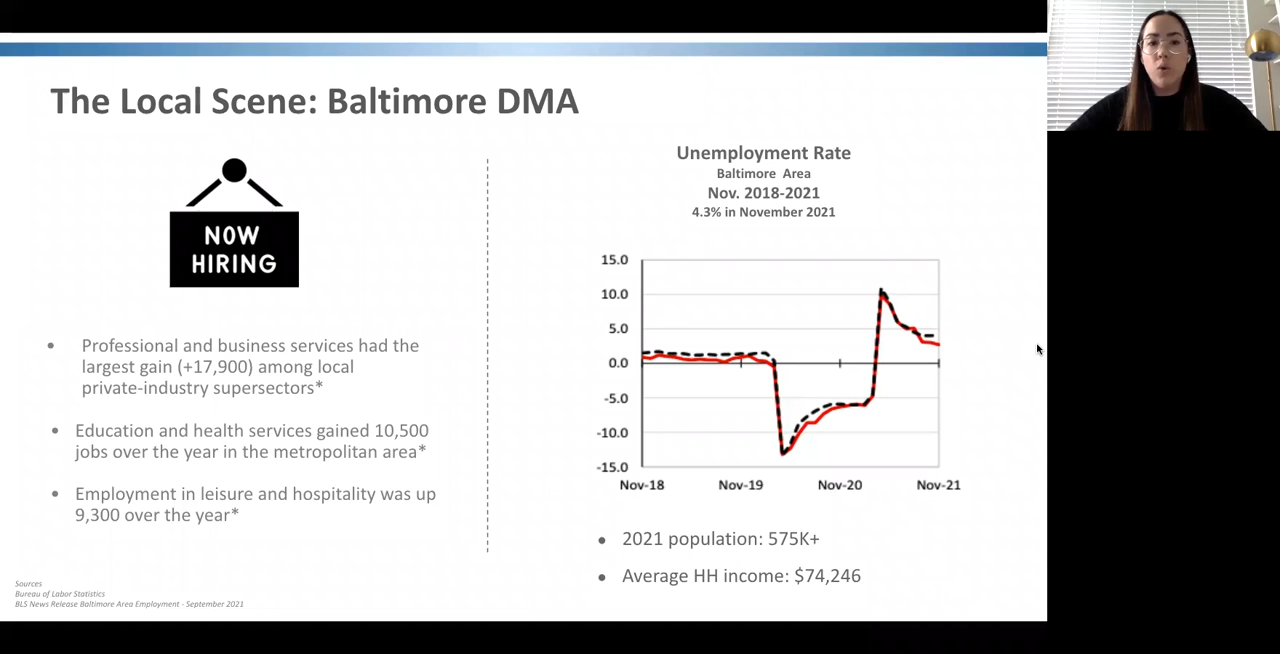 The Local Scene: Baltimore DMA
NOW
HIRING
• Professional and business services had the
largest gain (+17,900) among local
private-industry supersectors*
• Education and health services gained 10,500
jobs over the year in the metropolitan area*
• Employment in leisure and hospitality was up
9,300 over the year*
Sources
Bureau of Labor Statistics
BLS News Release Baltimore Area Employment - September 2021
Unemployment Rate
Baltimore Area
Nov. 2018-2021
4.3% in November 2021
15.0
10.0
5.0
0.0
-5.0
-10.0
-15.0
Nov-18 Nov-19 Nov-20 Nov-21
• 2021 population: 575K+
• Average HH income: $74,246